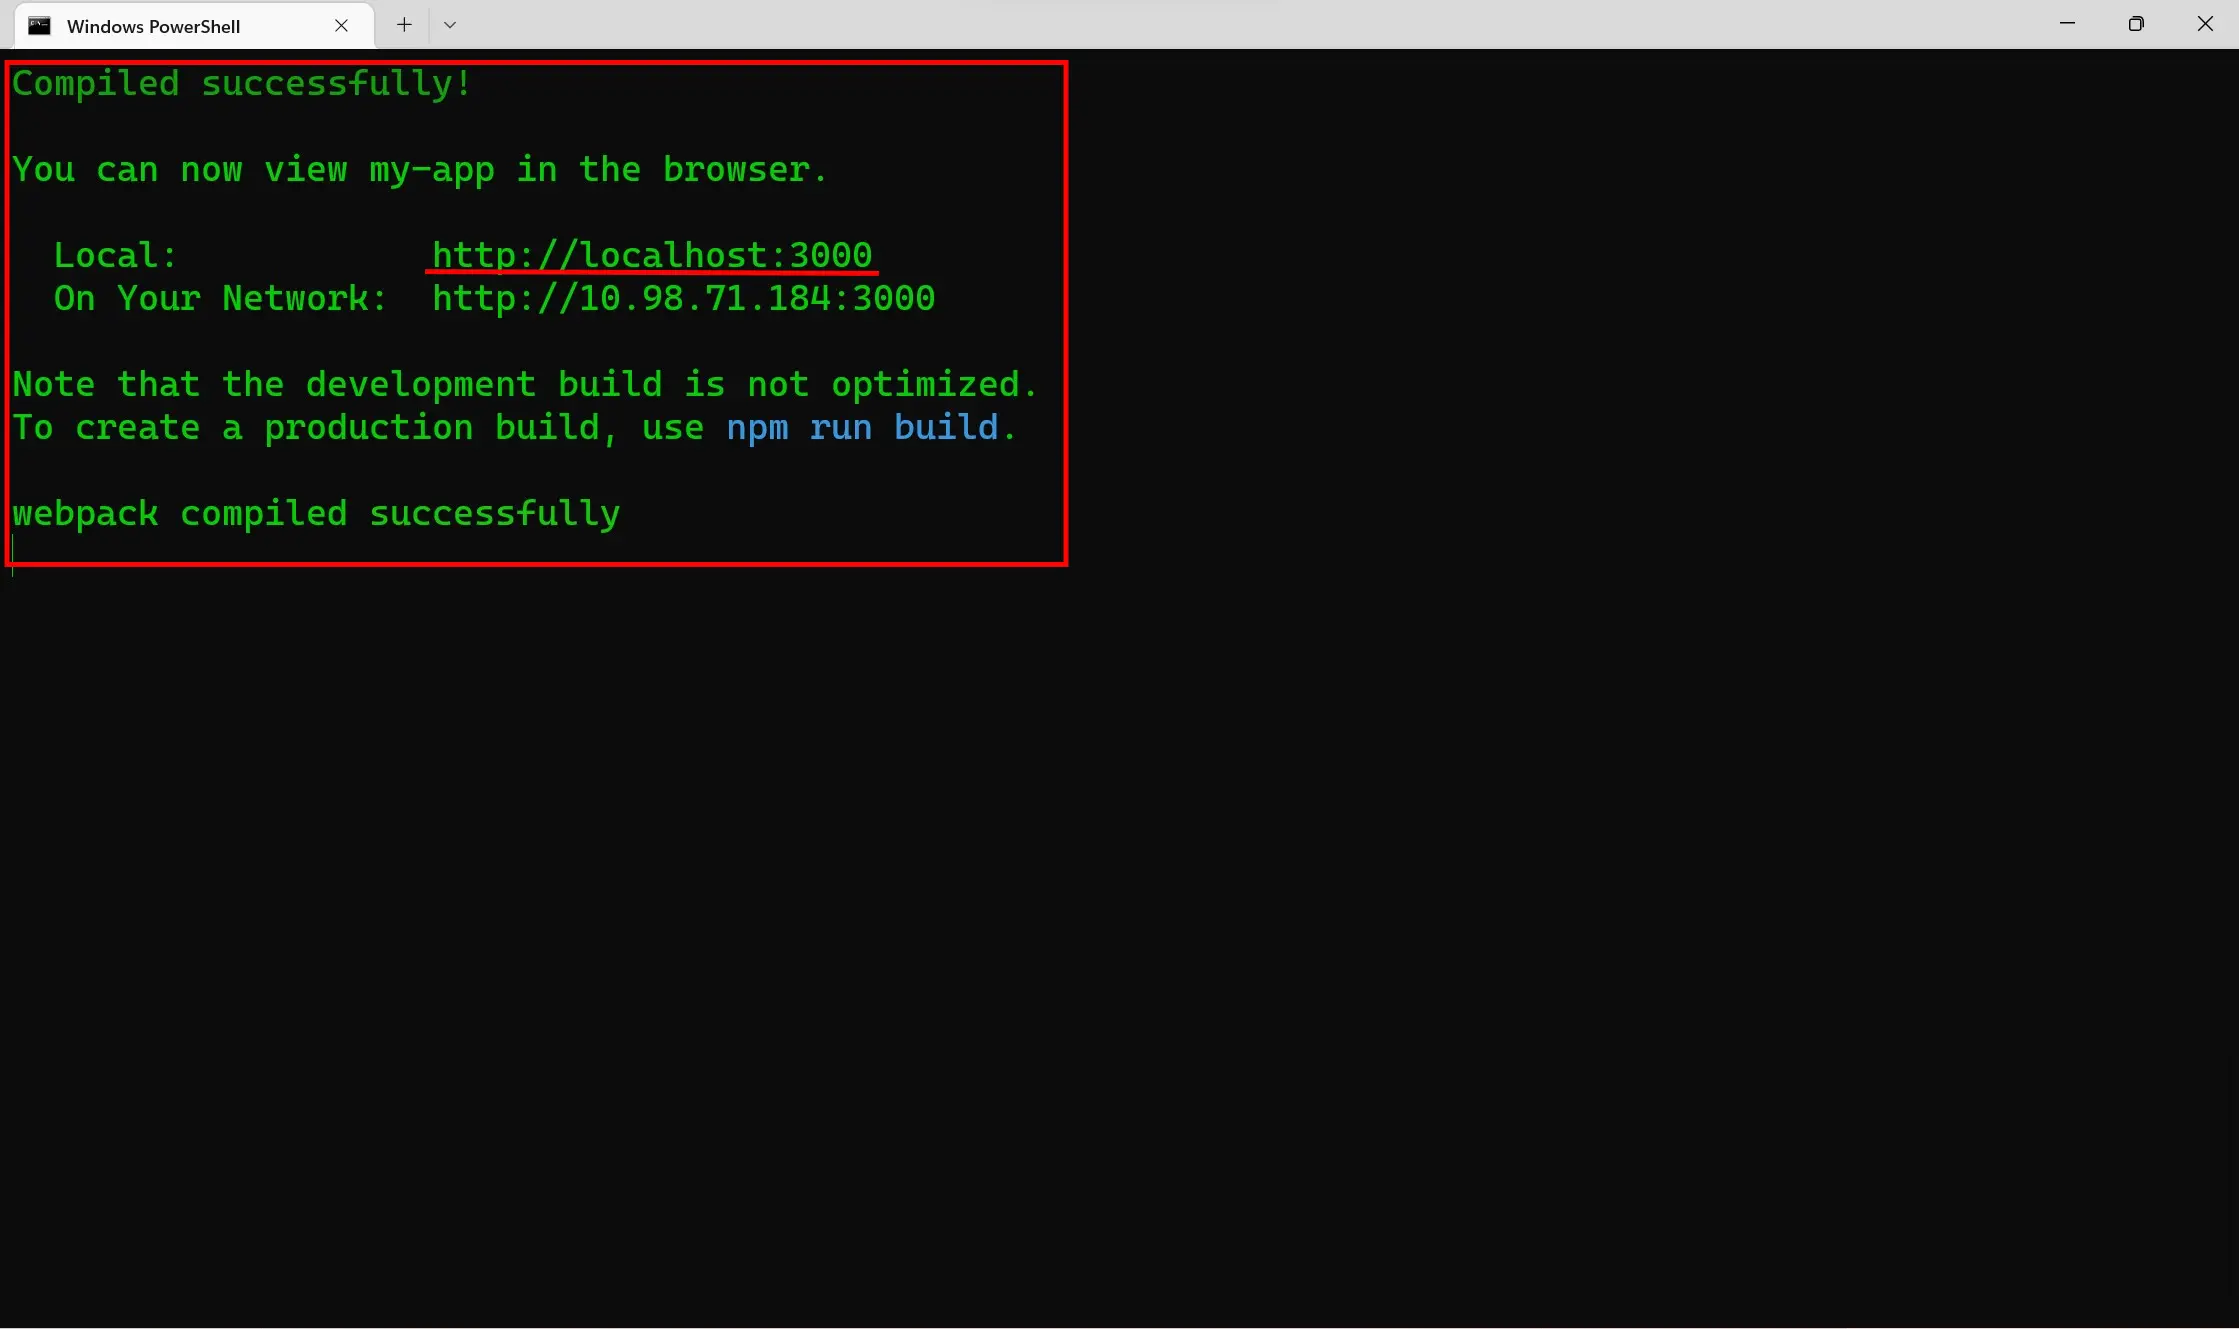 Windows PowerShell
Compiled successfully!
You can now view my-app in the browser.
Local: http://localhost:3000
On Your Network: http://10.98.71.184:3000
Note that the development build is not optimized.
To create a production build, use npm run build.
webpack compiled successfully